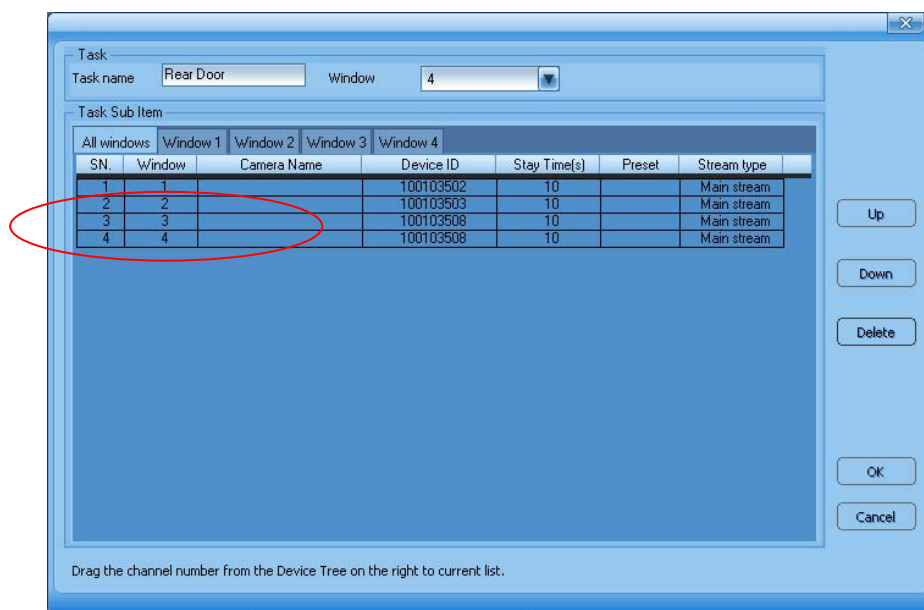 Task
Task name Rear Door Window 4
Task Sub Item
All windows Window 1 Window 2 Window 3 Window 4
SN. Window Camera Name Device ID Stay Time(s) Preset Stream type
1 1 100103502 10 Main stream
2 2 100103503 10 Main stream
3 3 100103508 10 Main stream
4 4 100103508 10 Main stream
Up
Down
Delete
OK
Cancel
Drag the channel number from the Device Tree on the right to current list.